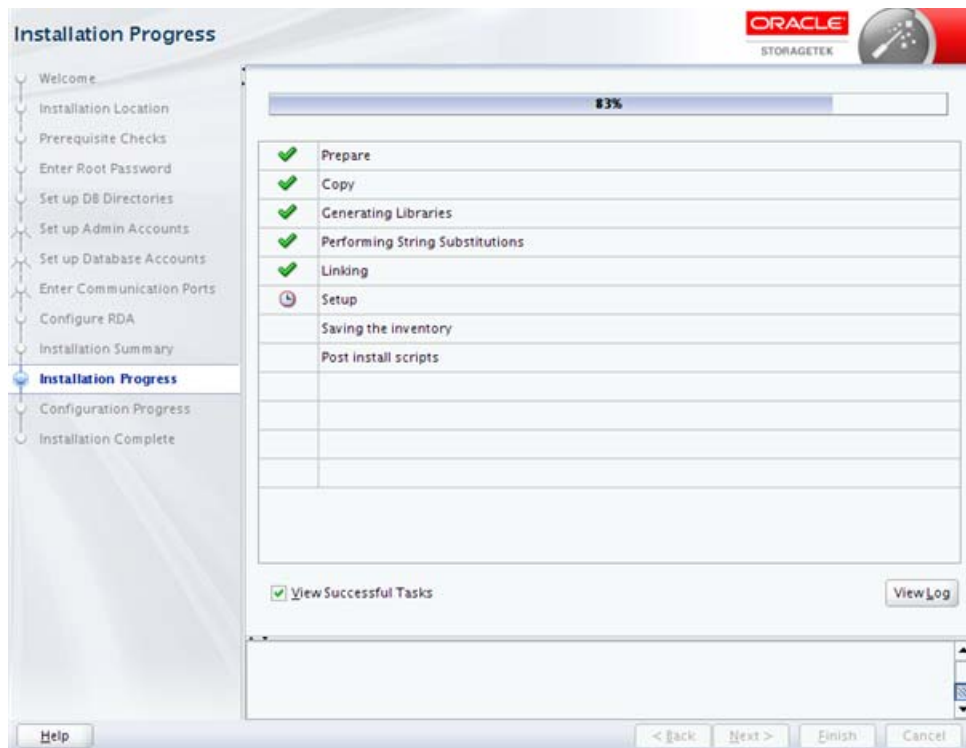 Installation Progress
ORACLE
STORAGETEK
Welcome
Installation Location
Prerequisite Checks
Enter Root Password
Set up DB Directories
Set up Admin Accounts
Set up Database Accounts
Enter Communication Ports
Configure RDA
Installation Summary
Installation Progress
Configuration Progress
Installation Complete
83%
Prepare
Copy
Generating Libraries
Performing String Substitutions
Linking
Setup
Saving the inventory
Post install scripts
View Successful Tasks
View Log
Help
< Back
Next >
Finish
Cancel